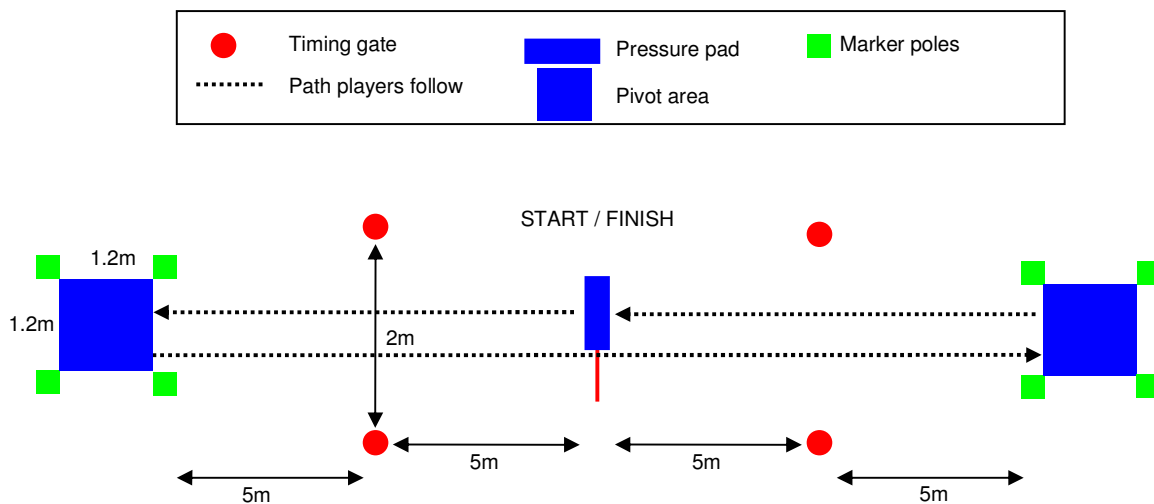 Timing gate
Pressure pad
Marker poles
Path players follow
Pivot area
START / FINISH
1.2m
1.2m
2m
5m
5m
5m
5m